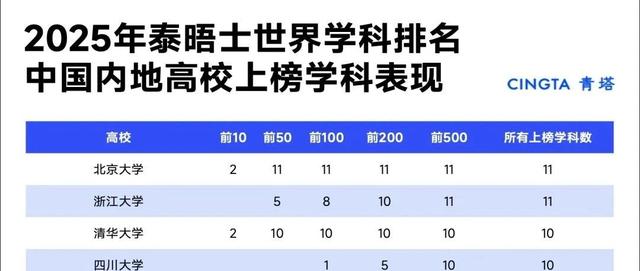 2025年泰晤士世界学科排名
中国内地高校上榜学科表现
CINGTA 青塔
高校 前10 前50 前100 前200 前500 所有上榜学科数
北京大学 2 11 11 11 11 11
浙江大学 5 8 10 11 11
清华大学 2 10 10 10 10 10
四川大学 1 5 10 10